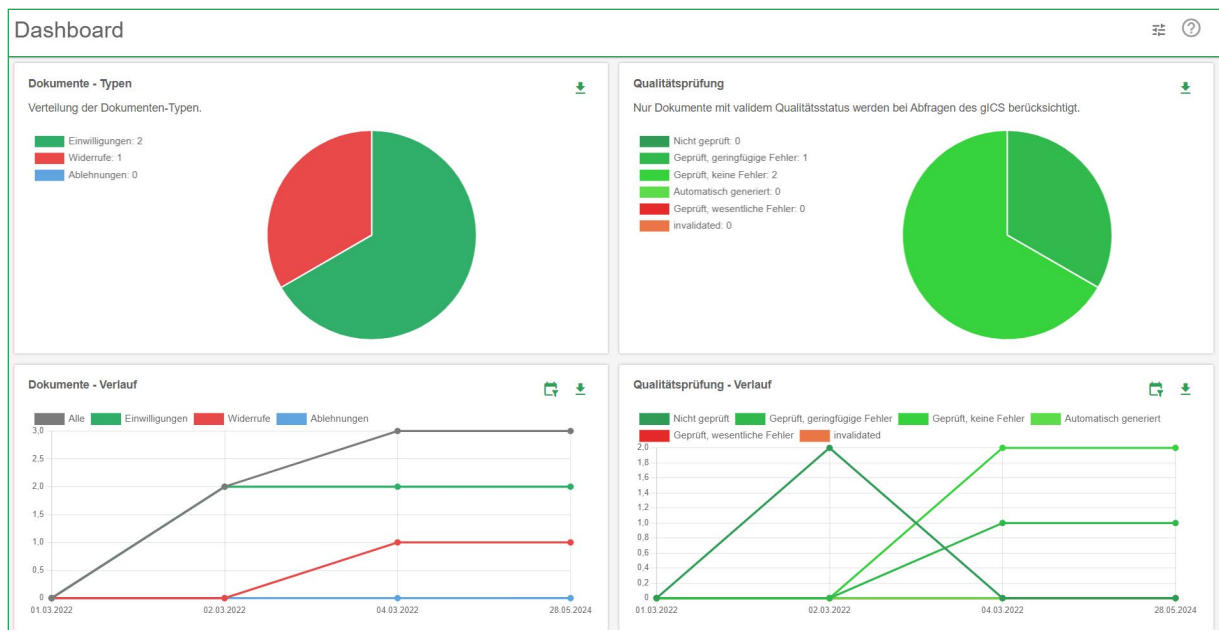 Dashboard
Dokumente - Typen
Verteilung der Dokumenten-Typen.
Einwilligungen: 2
Widerrufe: 1
Ablehnungen: 0
Qualitätsprüfung
Nur Dokumente mit validem Qualitätsstatus werden bei Abfragen des gICS berücksichtigt.
Nicht geprüft: 0
Geprüft, geringfügige Fehler: 1
Geprüft, keine Fehler: 2
Automatisch generiert: 0
Geprüft, wesentliche Fehler: 0
invalidated: 0
Dokumente - Verlauf
Alle Einwilligungen Widerrufe Ablehnungen
3,0
2,5
2,0
1,5
1,0
0,5
0
01.03.2022 02.03.2022 04.03.2022 28.05.2024
Qualitätsprüfung - Verlauf
Nicht geprüft Geprüft, geringfügige Fehler Geprüft, keine Fehler Automatisch generiert
Geprüft, wesentliche Fehler invalidated
2,0
1,8
1,6
1,4
1,2
1,0
0,8
0,6
0,4
0,2
0
01.03.2022 02.03.2022 04.03.2022 28.05.2024